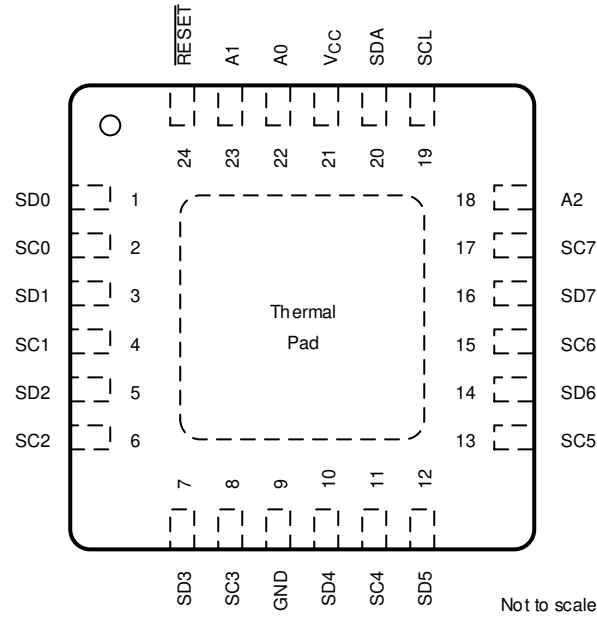 RESET A1 A0 VCC SDA SCL
24 23 22 21 20 19
SD0 1 18 A2
SC0 2 17 SC7
SD1 3 16 SD7
Thermal
SC1 4 15 SC6
Pad
SD2 5 14 SD6
SC2 6 13 SC5
7 8 9 10 11 12
SD3 SC3 GND SD4 SC4 SD5
Not to scale